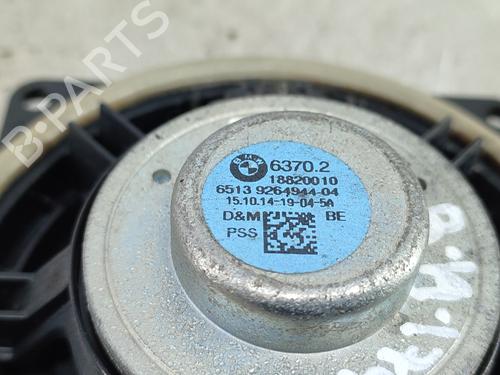 B-PARTS
BMW
6370.2
18820010
6513 9264944-04
15.10.14-19-04-5A
D&M BE
PSS